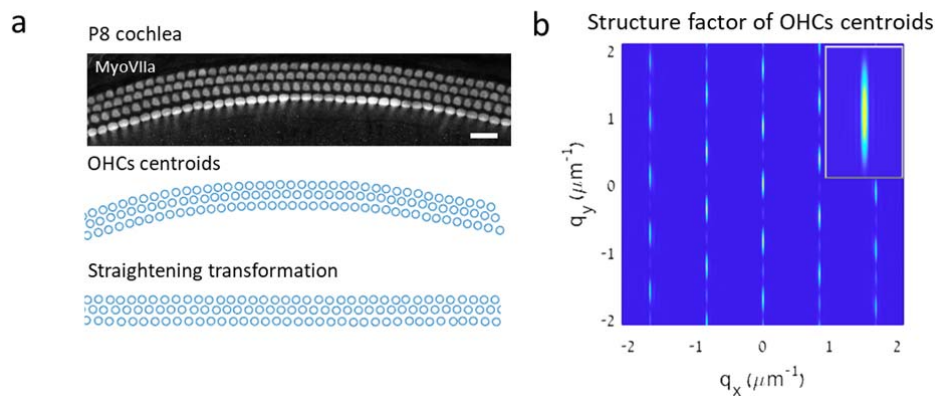 a
P8 cochlea
MyoVIIa
OHCs centroids
Straightening transformation
b
Structure factor of OHCs centroids
2
1
0
-1
-2
q_y (μm⁻¹)
-2
-1
0
1
2
q_x (μm⁻¹)